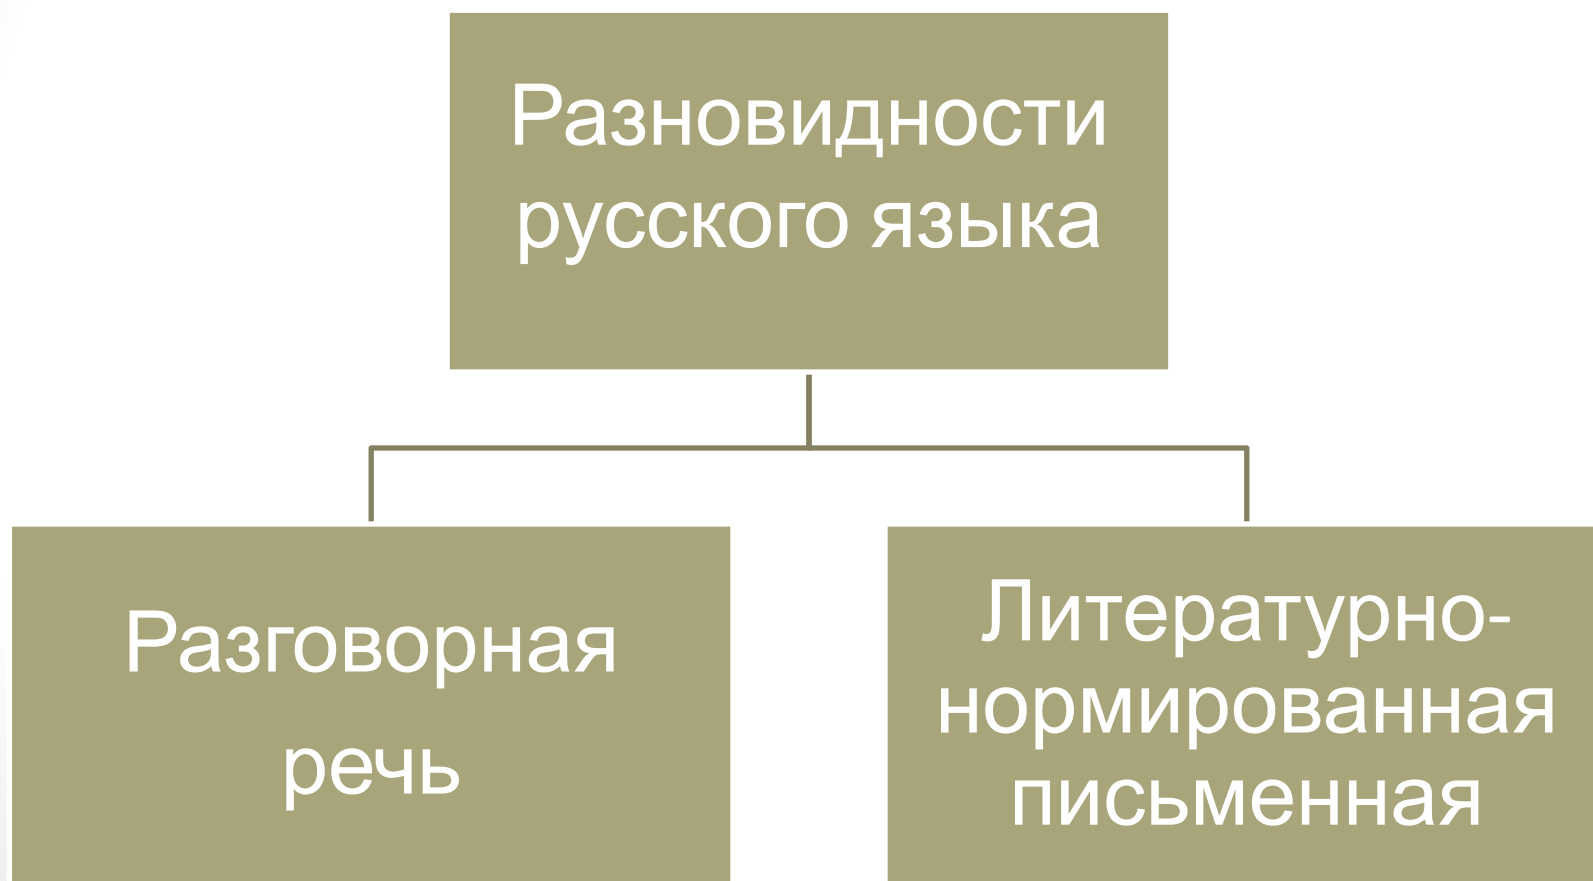 Разновидности
русского языка
Разговорная
речь
Литературно-
нормированная
письменная